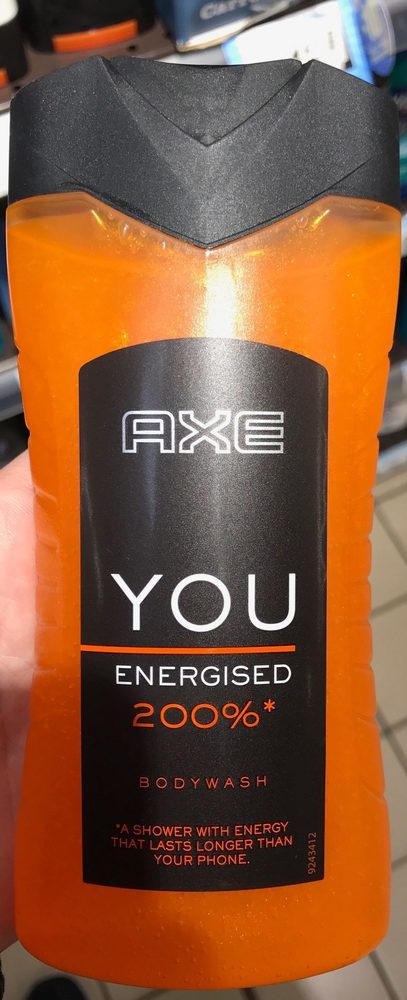 AXE
YOU
ENERGISED
200%*
BODYWASH
*A SHOWER WITH ENERGY
THAT LASTS LONGER THAN
YOUR PHONE.
9243412